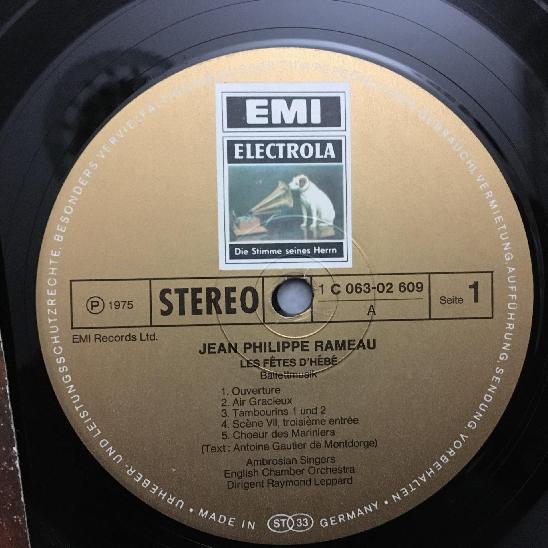 EMI
ELECTROLA
Die Stimme seines Herrn
℗ 1975
STEREO
1 C 063-02 609
A
Seite 1
EMI Records Ltd.
JEAN PHILIPPE RAMEAU
LES FÊTES D'HÉBÉ
Ballettmusik
1. Ouverture
2. Air Gracieux
3. Tambourins 1 und 2
4. Scène VII, troisième entrée
5. Choeur des Mariniers
(Text: Antoine Gautier de Montdorge)
Ambrosian Singers
English Chamber Orchestra
Dirigent Raymond Leppard
URHEBER- UND LEISTUNGSSCHUTZRECHTE, BESONDERS
GEBRAUCH, VERMIETUNG, AUFFÜHRUNG, SENDUNG VORBEHALTEN •
MADE IN ST 33 GERMANY •